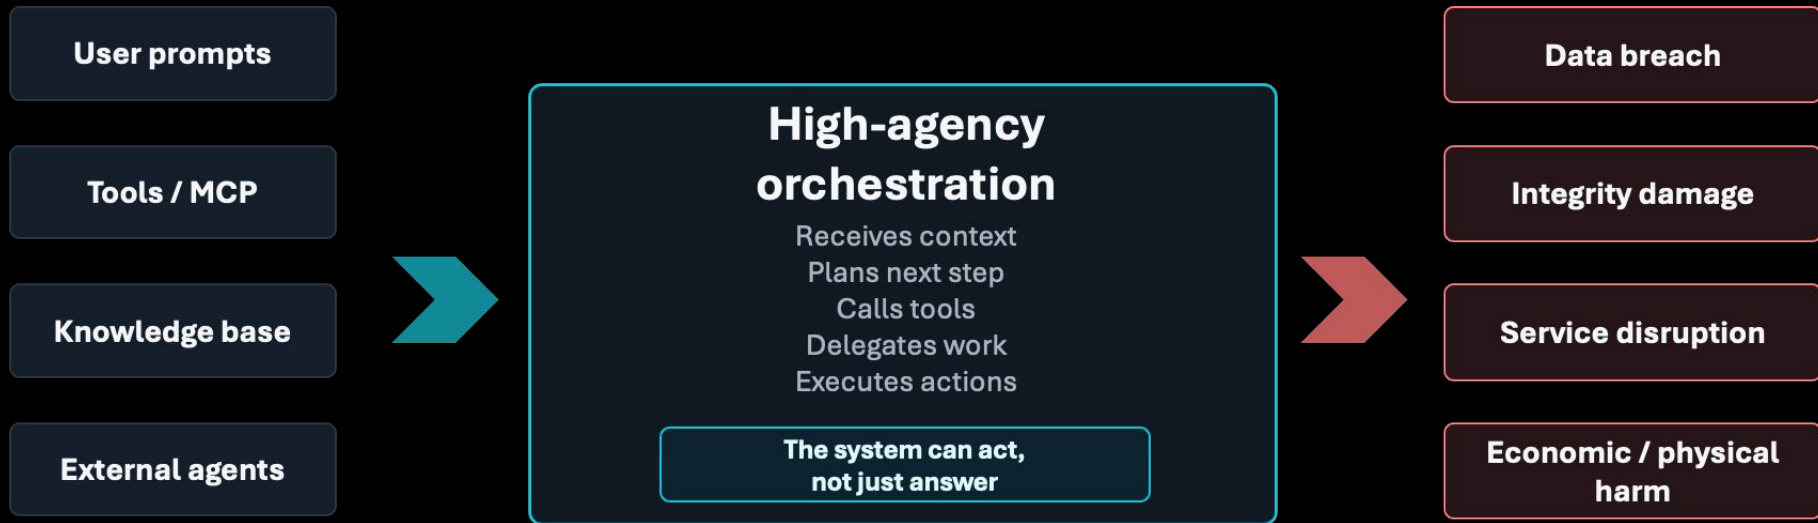 User prompts
Tools / MCP
Knowledge base
External agents
High-agency
orchestration
Receives context
Plans next step
Calls tools
Delegates work
Executes actions
The system can act,
not just answer
Data breach
Integrity damage
Service disruption
Economic / physical
harm